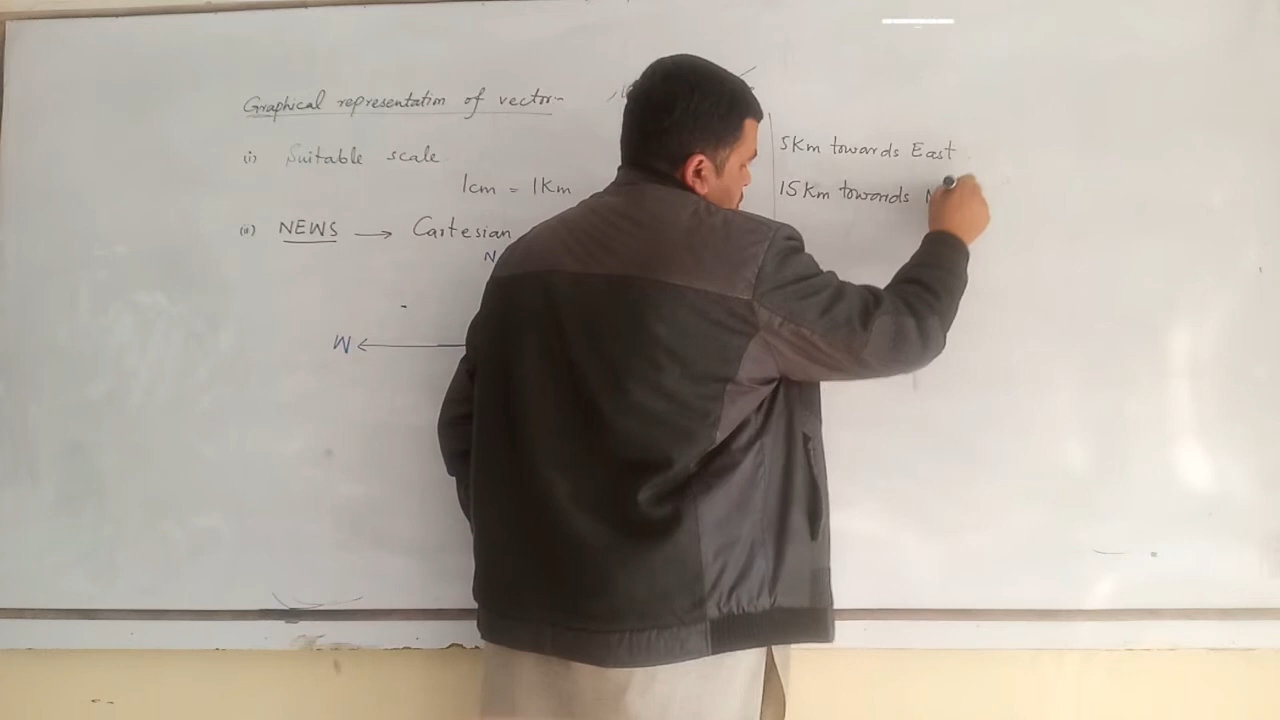 Graphical representation of vector
(i) Suitable scale
1cm = 1Km
(ii) NEWS → Cartesian
N
W
5Km towards East
15Km towards N